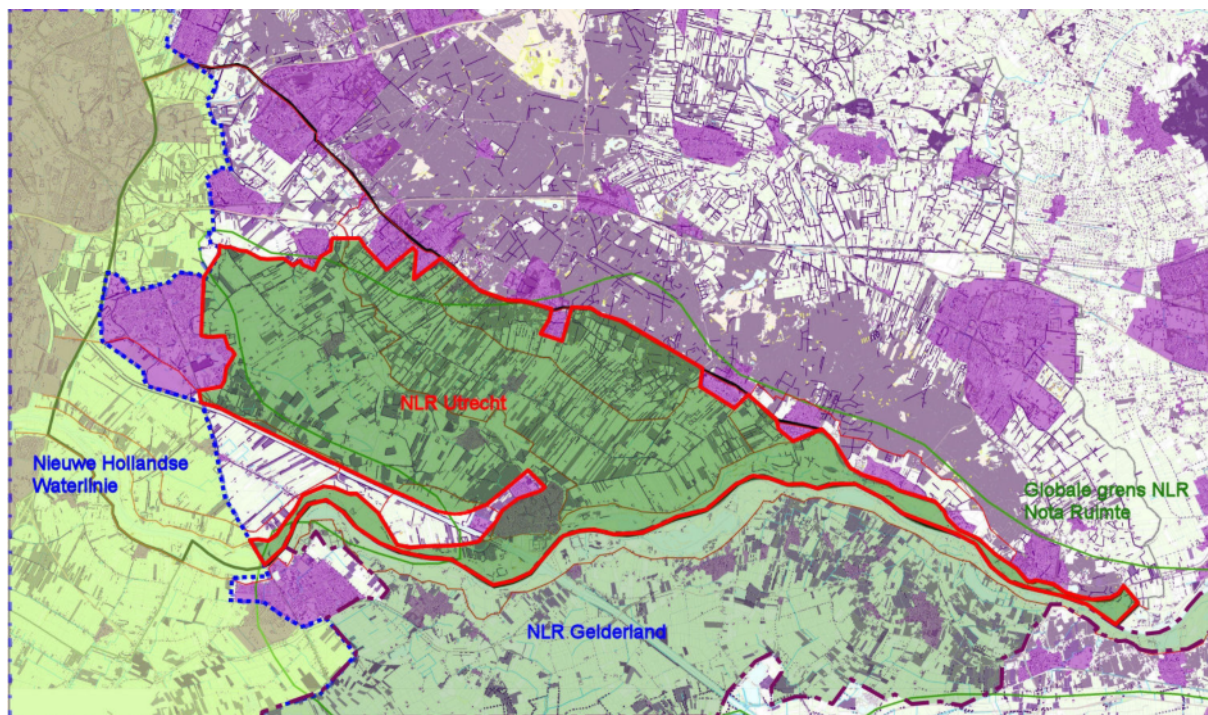 NLR Utrecht
Nieuwe Hollandse
Waterlinie
Globale grens NLR
Nota Ruimte
NLR Gelderland